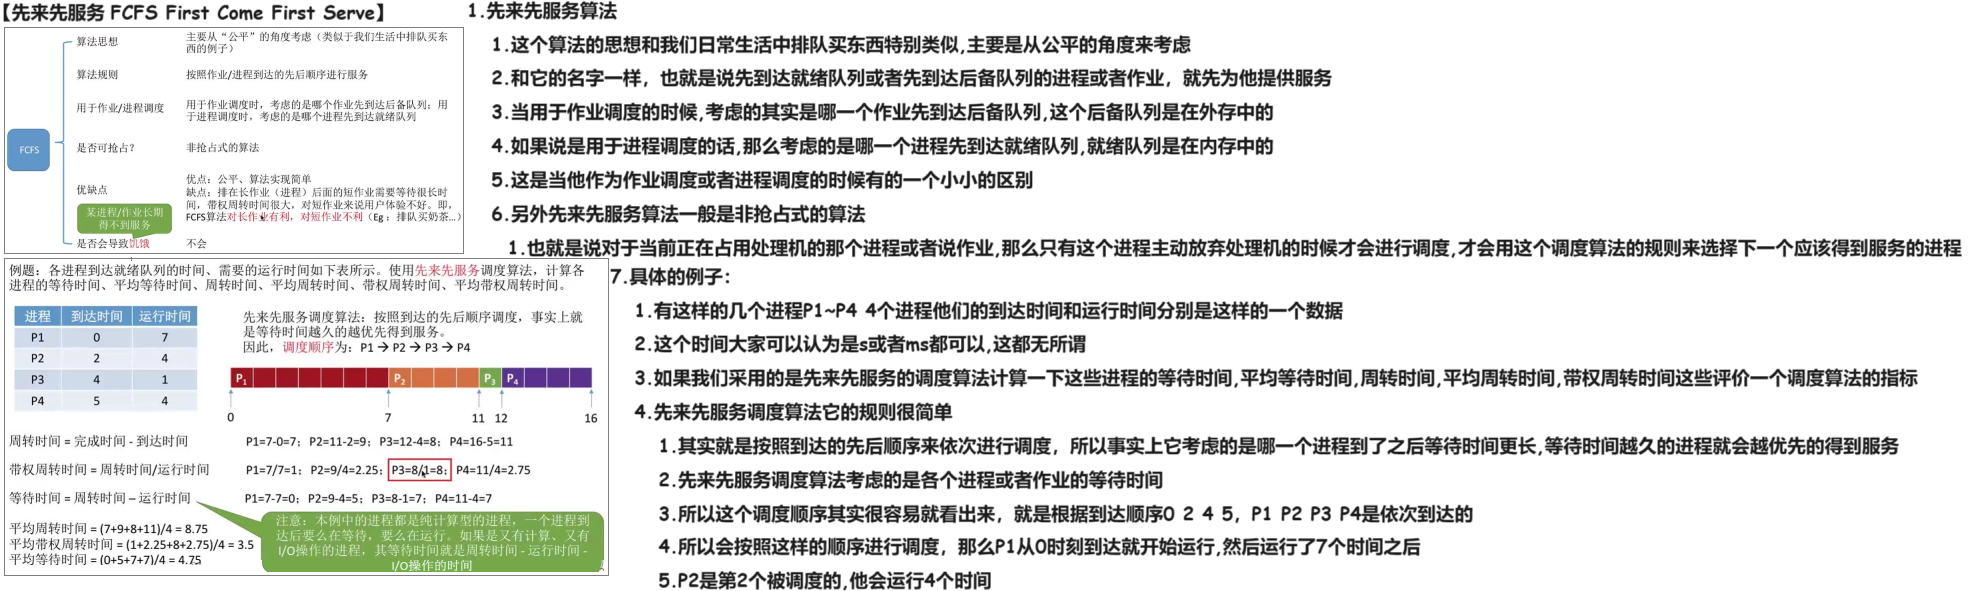 【先来先服务 FCFS First Come First Serve】
FCFS
算法思想
主要从“公平”的角度考虑（类似于我们生活中排队买东
西的例子）
算法规则
按照作业/进程到达的先后顺序进行服务
用于作业/进程调度
用于作业调度时，考虑的是哪个作业先到达后备队列；用
于进程调度时，考虑的是哪个进程先到达就绪队列
是否可抢占？
非抢占式的算法
优缺点
优点：公平、算法实现简单
缺点：排在长作业（进程）后面的短作业需要等待很长时
间，带权周转时间很大，对短作业来说用户体验不好。即，
FCFS算法对长作业有利，对短作业不利（Eg：排队买奶茶...）
某进程/作业长期
得不到服务
是否会导致饥饿
不会
例题：各进程到达就绪队列的时间、需要的运行时间如下表所示。使用先来先服务调度算法，计算各
进程的等待时间、平均等待时间、周转时间、平均周转时间、带权周转时间、平均带权周转时间。
进程 到达时间 运行时间
P1 0 7
P2 2 4
P3 4 1
P4 5 4
先来先服务调度算法：按照到达的先后顺序调度，事实上就
是等待时间越久的越优先得到服务。
因此，调度顺序为：P1 → P2 → P3 → P4
P1 P2 P3 P4
0 7 11 12 16
周转时间 = 完成时间 - 到达时间
P1=7-0=7；P2=11-2=9；P3=12-4=8；P4=16-5=11
带权周转时间 = 周转时间/运行时间
P1=7/7=1；P2=9/4=2.25；P3=8/1=8；P4=11/4=2.75
等待时间 = 周转时间 – 运行时间
P1=7-7=0；P2=9-4=5；P3=8-1=7；P4=11-4=7
平均周转时间 = (7+9+8+11)/4 = 8.75
平均带权周转时间 = (1+2.25+8+2.75)/4 = 3.5
平均等待时间 = (0+5+7+7)/4 = 4.75
注意：本例中的进程都是纯计算型的进程，一个进程到
达后要么在等待，要么在运行。如果是又有计算、又有
I/O操作的进程，其等待时间就是周转时间 - 运行时间 -
I/O操作的时间
1.先来先服务算法
1.这个算法的思想和我们日常生活中排队买东西特别类似,主要是从公平的角度来考虑
2.和它的名字一样，也就是说先到达就绪队列或者先到达后备队列的进程或者作业，就先为他提供服务
3.当用于作业调度的时候,考虑的其实是哪一个作业先到达后备队列,这个后备队列是在外存中的
4.如果说是用于进程调度的话,那么考虑的是哪一个进程先到达就绪队列,就绪队列是在内存中的
5.这是当他作为作业调度或者进程调度的时候有的一个小小的区别
6.另外先来先服务算法一般是非抢占式的算法
1.也就是说对于当前正在占用处理机的那个进程或者说作业,那么只有这个进程主动放弃处理机的时候才会进行调度,才会用这个调度算法的规则来选择下一个应该得到服务的进程
7.具体的例子：
1.有这样的几个进程P1~P4 4个进程他们的到达时间和运行时间分别是这样的一个数据
2.这个时间大家可以认为是s或者ms都可以,这都无所谓
3.如果我们采用的是先来先服务的调度算法计算一下这些进程的等待时间,平均等待时间,周转时间,平均周转时间,带权周转时间这些评价一个调度算法的指标
4.先来先服务调度算法它的规则很简单
1.其实就是按照到达的先后顺序来依次进行调度，所以事实上它考虑的是哪一个进程到了之后等待时间更长,等待时间越久的进程就会越优先的得到服务
2.先来先服务调度算法考虑的是各个进程或者作业的等待时间
3.所以这个调度顺序其实很容易就看出来，就是根据到达顺序0 2 4 5，P1 P2 P3 P4是依次到达的
4.所以会按照这样的顺序进行调度，那么P1从0时刻到达就开始运行,然后运行了7个时间之后
5.P2是第2个被调度的,他会运行4个时间